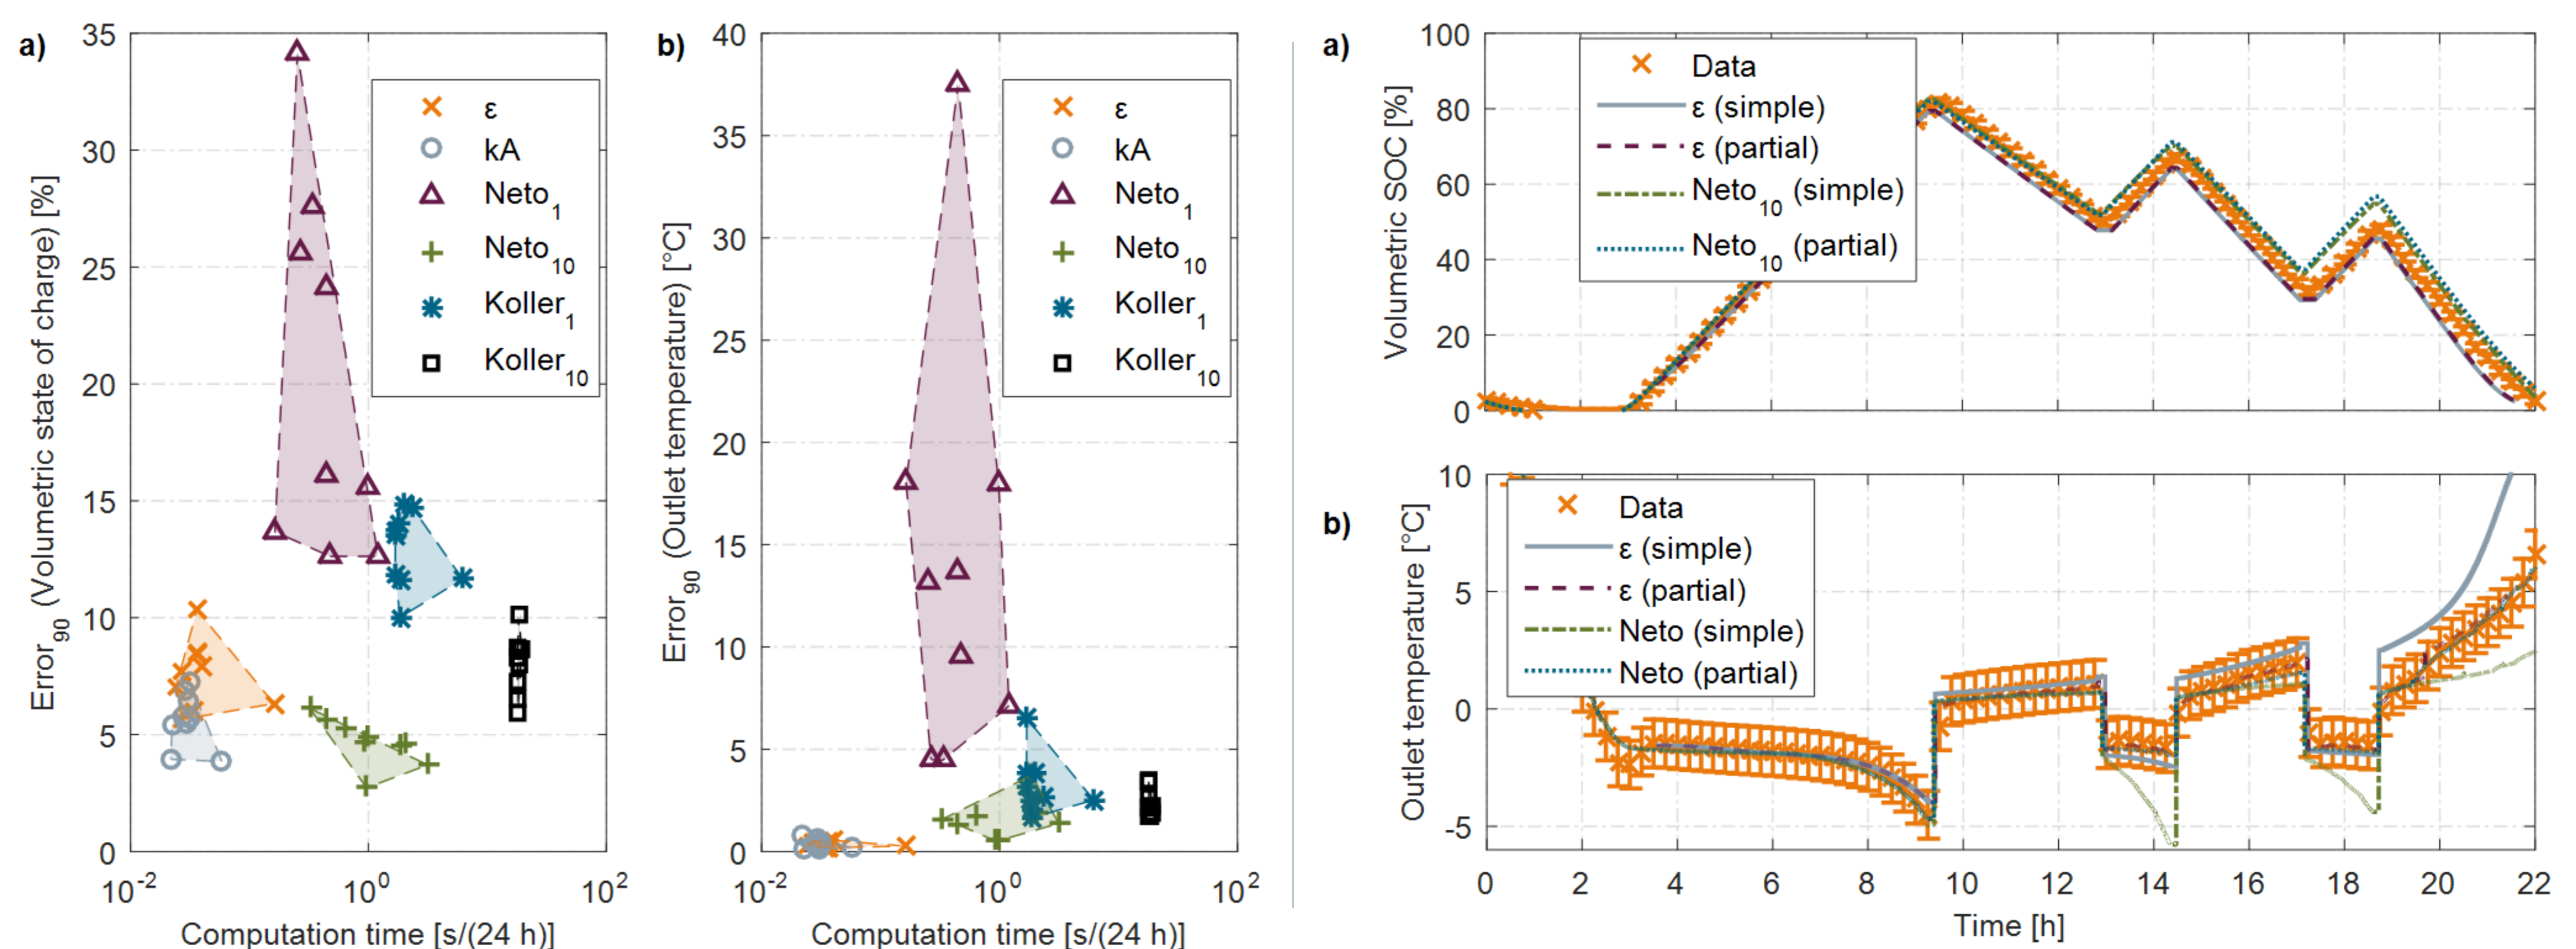 a)
35
30
25
20
15
10
5
0
Error90 (Volumetric state of charge) [%]
10-2
100
102
Computation time [s/(24 h)]
ε
kA
Neto1
Neto10
Koller1
Koller10
b)
40
35
30
25
20
15
10
5
0
Error90 (Outlet temperature) [°C]
10-2
100
102
Computation time [s/(24 h)]
ε
kA
Neto1
Neto10
Koller1
Koller10
a)
100
80
60
40
20
0
Volumetric SOC [%]
Data
ε (simple)
ε (partial)
Neto10 (simple)
Neto10 (partial)
b)
10
5
0
-5
Outlet temperature [°C]
Data
ε (simple)
ε (partial)
Neto (simple)
Neto (partial)
0 2 4 6 8 10 12 14 16 18 20 22
Time [h]